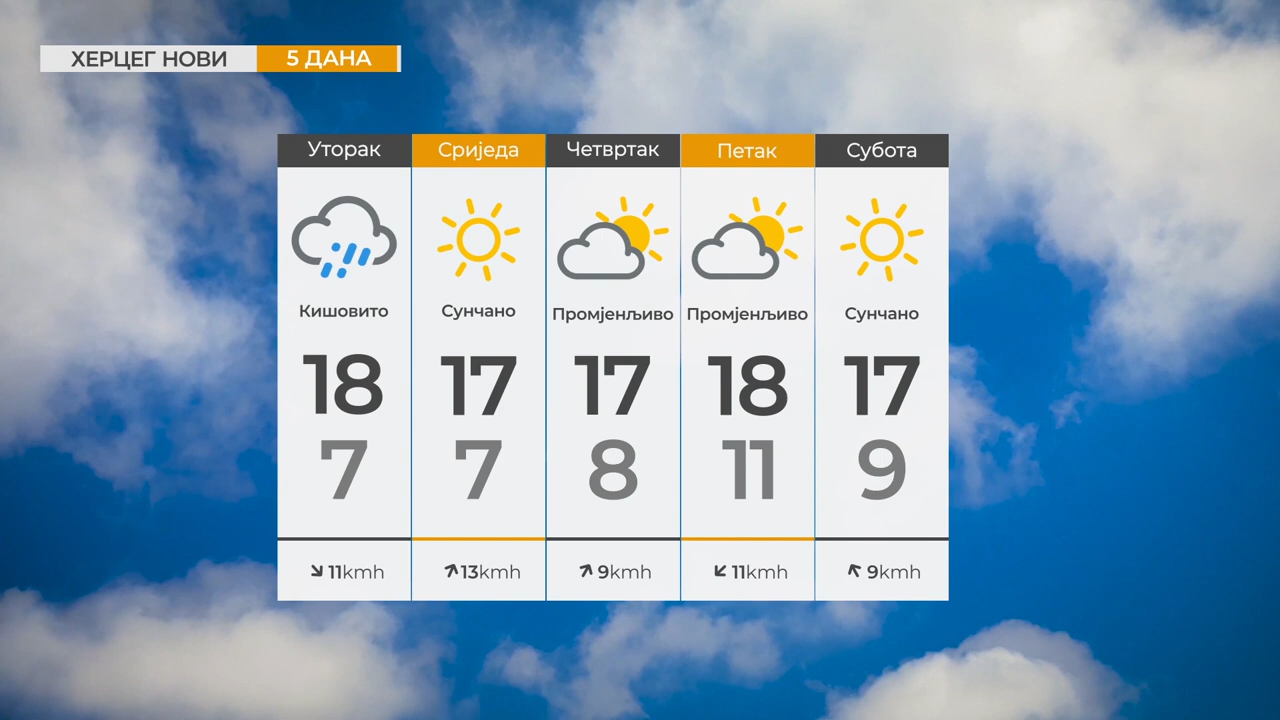 ХЕРЦЕГ НОВИ 5 ДАНА
Уторак Сриједа Четвртак Петак Субота
Кишовито Сунчано Промјенљиво Промјенљиво Сунчано
18 17 17 18 17
7 7 8 11 9
11kmh 13kmh 9kmh 11kmh 9kmh